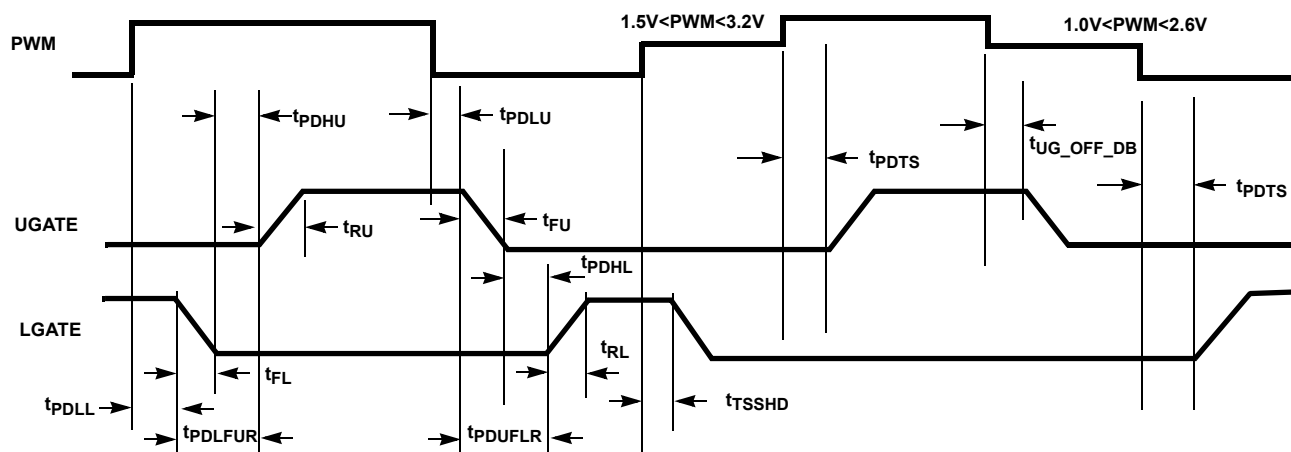 1.5V<PWM<3.2V
1.0V<PWM<2.6V
PWM
tPDHU
tPDLU
tUG_OFF_DB
tPDTS
tPDTS
UGATE
tRU
tFU
tPDHL
LGATE
tFL
tRL
tPDLL
tTSSHD
tPDLFUR
tPDUFLR